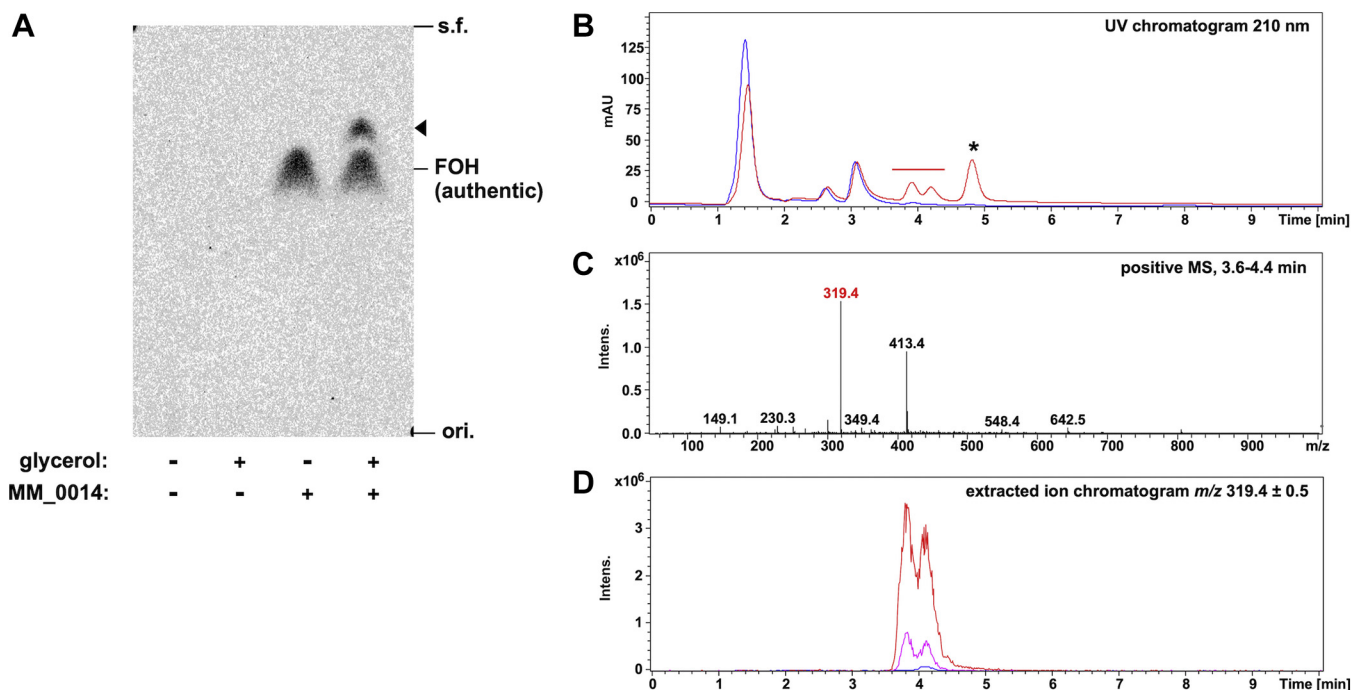 A
s.f.
FOH
(authentic)
ori.
glycerol: - + - +
MM_0014: - - + +
B
UV chromatogram 210 nm
mAU
125
100
75
50
25
0
*
0 1 2 3 4 5 6 7 8 9 Time [min]
C
positive MS, 3.6-4.4 min
x10⁶
Intens.
1.5
1.0
0.5
0.0
319.4
413.4
149.1
230.3
349.4
548.4
642.5
100 200 300 400 500 600 700 800 900 m/z
D
extracted ion chromatogram m/z 319.4 ± 0.5
x10⁶
Intens.
3
2
1
0
0 1 2 3 4 5 6 7 8 9 Time [min]